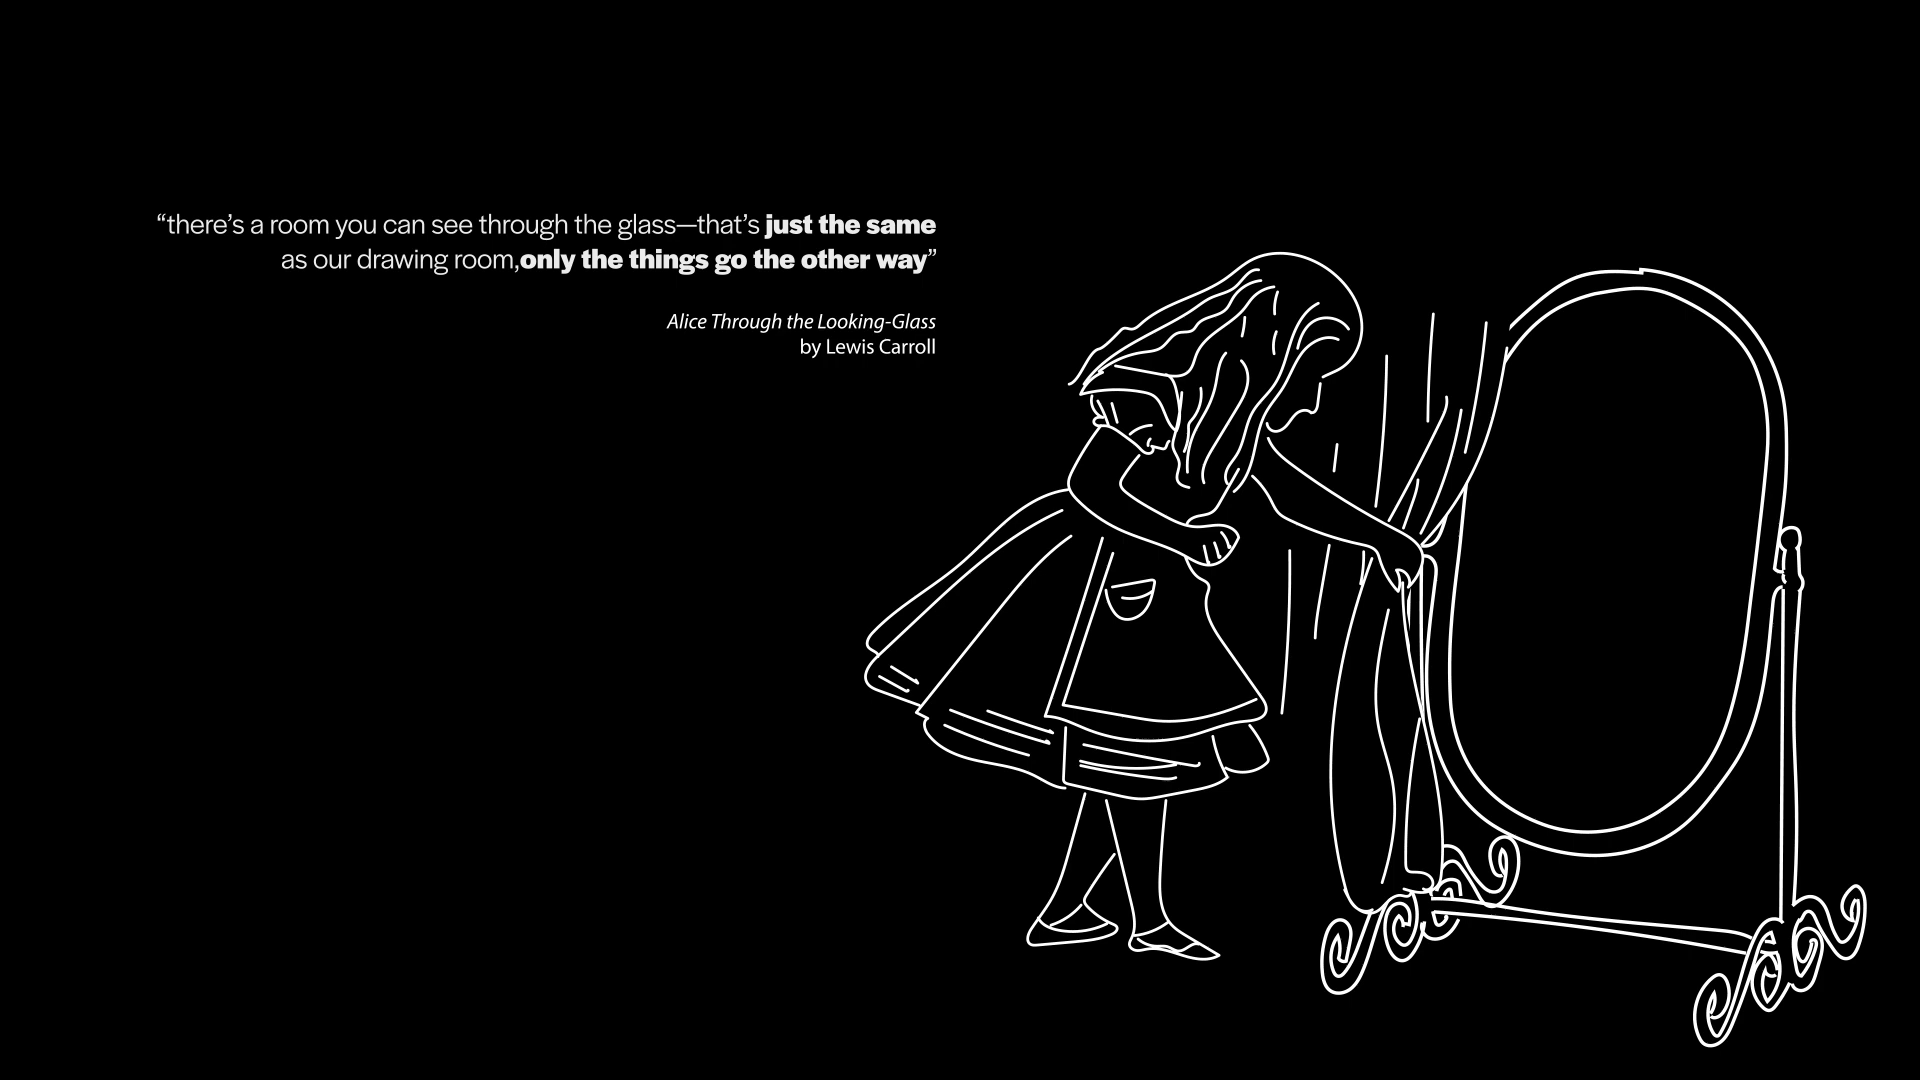 “there’s a room you can see through the glass—that’s just the same
as our drawing room,only the things go the other way”
Alice Through the Looking-Glass
by Lewis Carroll